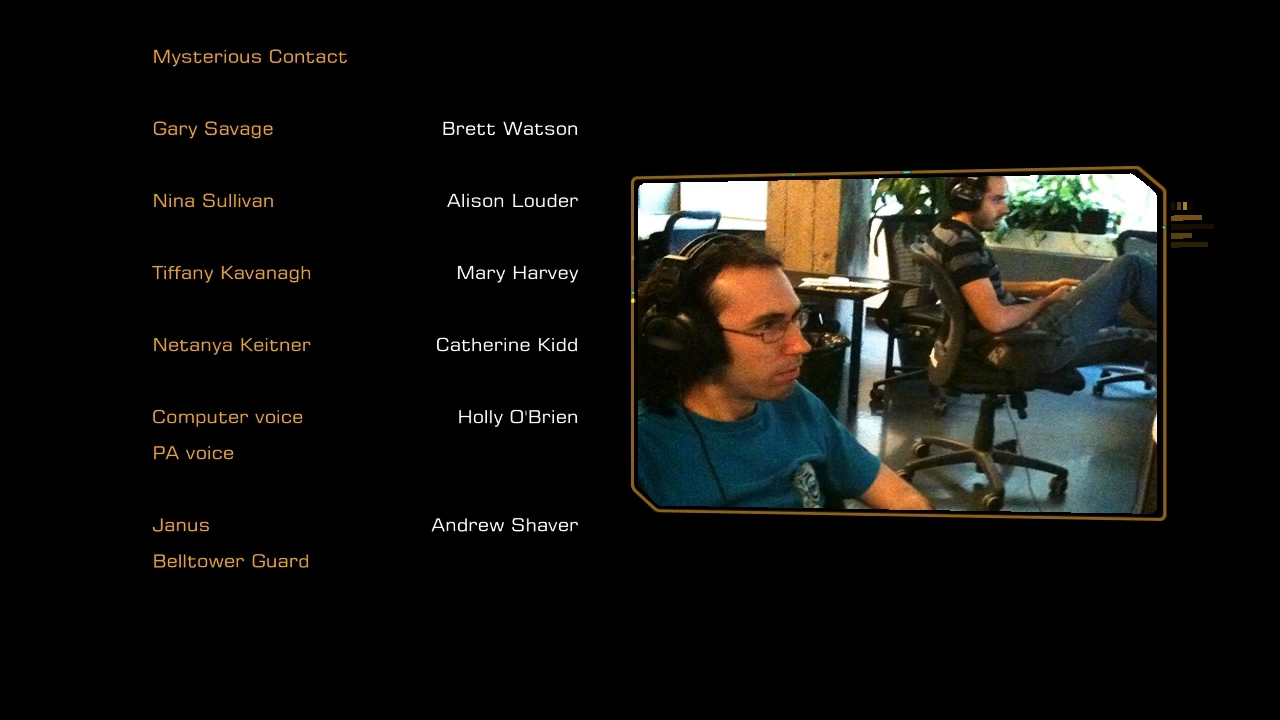 Mysterious Contact
Gary Savage Brett Watson
Nina Sullivan Alison Louder
Tiffany Kavanagh Mary Harvey
Netanya Keitner Catherine Kidd
Computer voice Holly O'Brien
PA voice
Janus Andrew Shaver
Belltower Guard